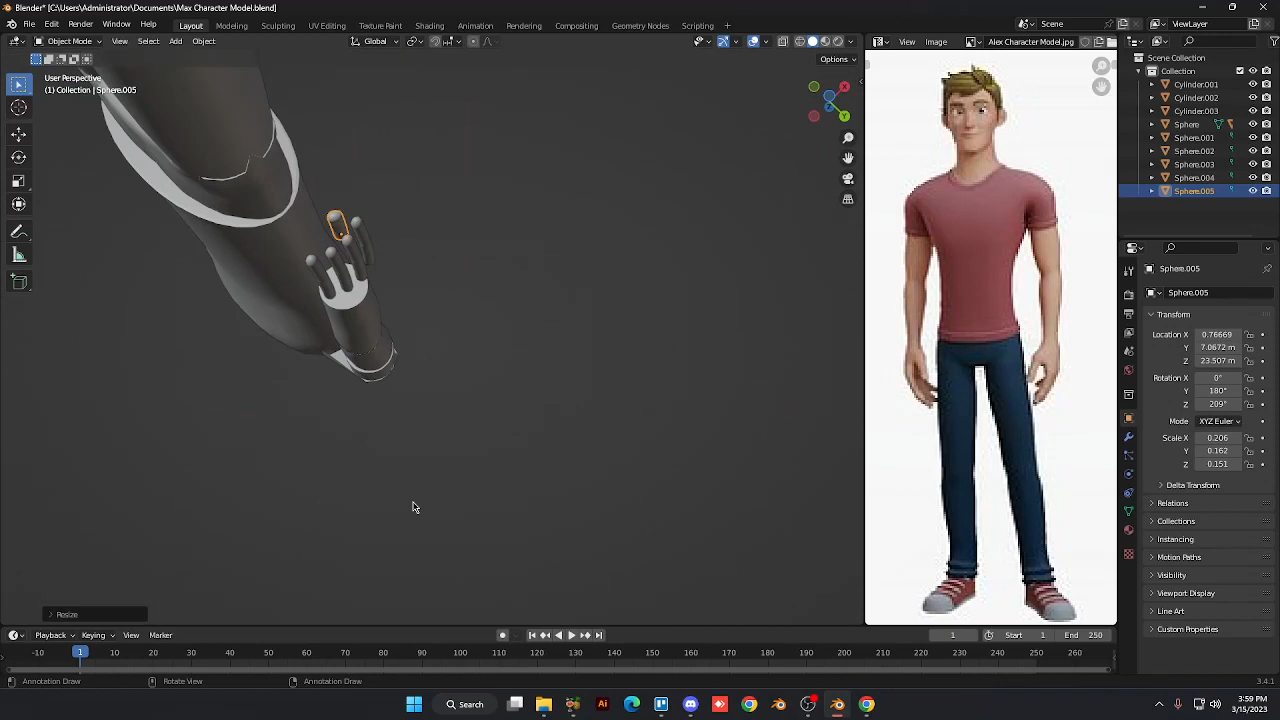 Blender* [C:\Users\Administrator\Documents\Max Character Model.blend]
File Edit Render Window Help Layout Modeling Sculpting UV Editing Texture Paint Shading Animation Rendering Compositing Geometry Nodes Scripting + Scene ViewLayer
Object Mode View Select Add Object Global View Image Alex Character Model.jpg
Options
User Perspective
(1) Collection | Sphere.005
X
Y
Z
Scene Collection
Collection
Cylinder.001
Cylinder.002
Cylinder.003
Sphere
Sphere.001
Sphere.002
Sphere.003
Sphere.004
Sphere.005
Sphere.005
Sphere.005
Transform
Location X 0.76669
Y 7.0672 m
Z 23.507 m
Rotation X 0°
Y 180°
Z 200°
Mode XYZ Euler
Scale X 0.206
Y 0.162
Z 0.151
Delta Transform
Relations
Collections
Instancing
Motion Paths
Visibility
Viewport Display
Line Art
Custom Properties
Resize
Playback Keying View Marker 1 Start 1 End 250
-10 1 10 20 30 40 50 60 70 80 90 100 110 120 130 140 150 160 170 180 190 200 210 220 230 240 250 260
Annotation Draw Rotate View Annotation Draw 3.4.1
Search
Ai
3:59 PM
3/15/2023